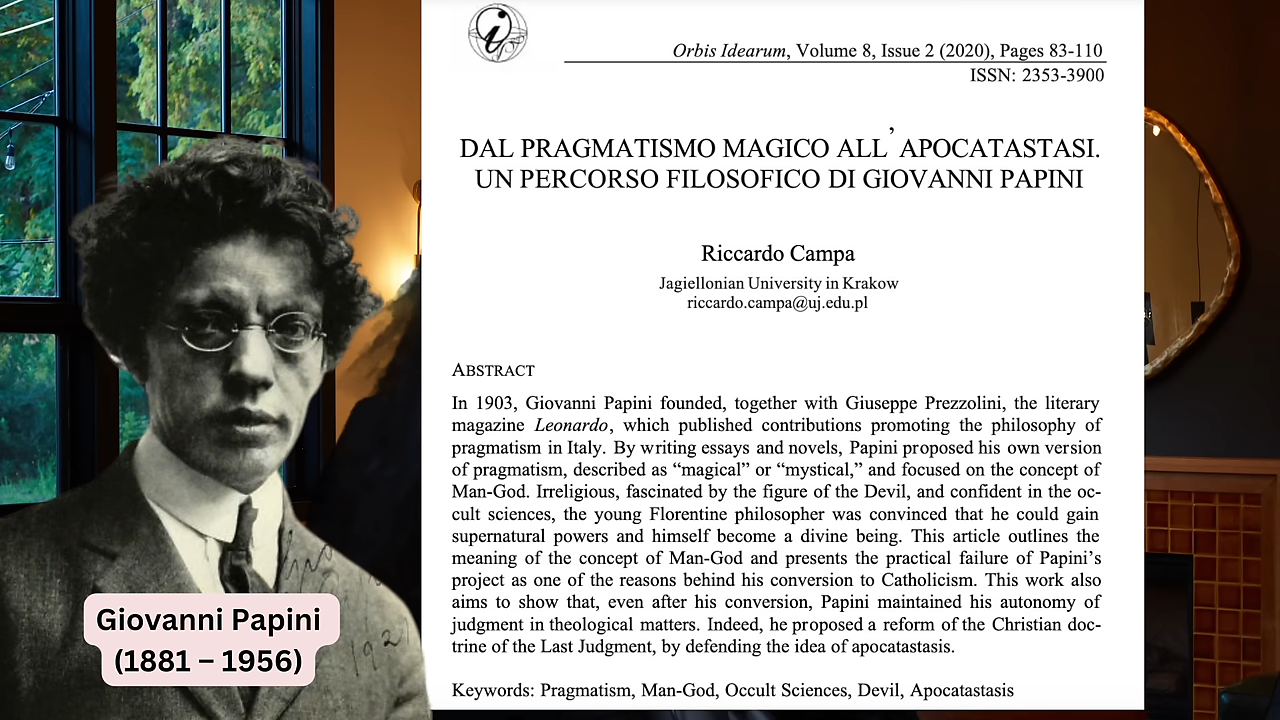 Orbis Idearum, Volume 8, Issue 2 (2020), Pages 83-110
ISSN: 2353-3900
DAL PRAGMATISMO MAGICO ALL’ APOCATASTASI.
UN PERCORSO FILOSOFICO DI GIOVANNI PAPINI
Riccardo Campa
Jagiellonian University in Krakow
riccardo.campa@uj.edu.pl
ABSTRACT
In 1903, Giovanni Papini founded, together with Giuseppe Prezzolini, the literary
magazine Leonardo, which published contributions promoting the philosophy of
pragmatism in Italy. By writing essays and novels, Papini proposed his own version
of pragmatism, described as “magical” or “mystical,” and focused on the concept of
Man-God. Irreligious, fascinated by the figure of the Devil, and confident in the oc-
cult sciences, the young Florentine philosopher was convinced that he could gain
supernatural powers and himself become a divine being. This article outlines the
meaning of the concept of Man-God and presents the practical failure of Papini’s
project as one of the reasons behind his conversion to Catholicism. This work also
aims to show that, even after his conversion, Papini maintained his autonomy of
judgment in theological matters. Indeed, he proposed a reform of the Christian doc-
trine of the Last Judgment, by defending the idea of apocatastasis.
Keywords: Pragmatism, Man-God, Occult Sciences, Devil, Apocatastasis
Giovanni Papini
(1881 – 1956)